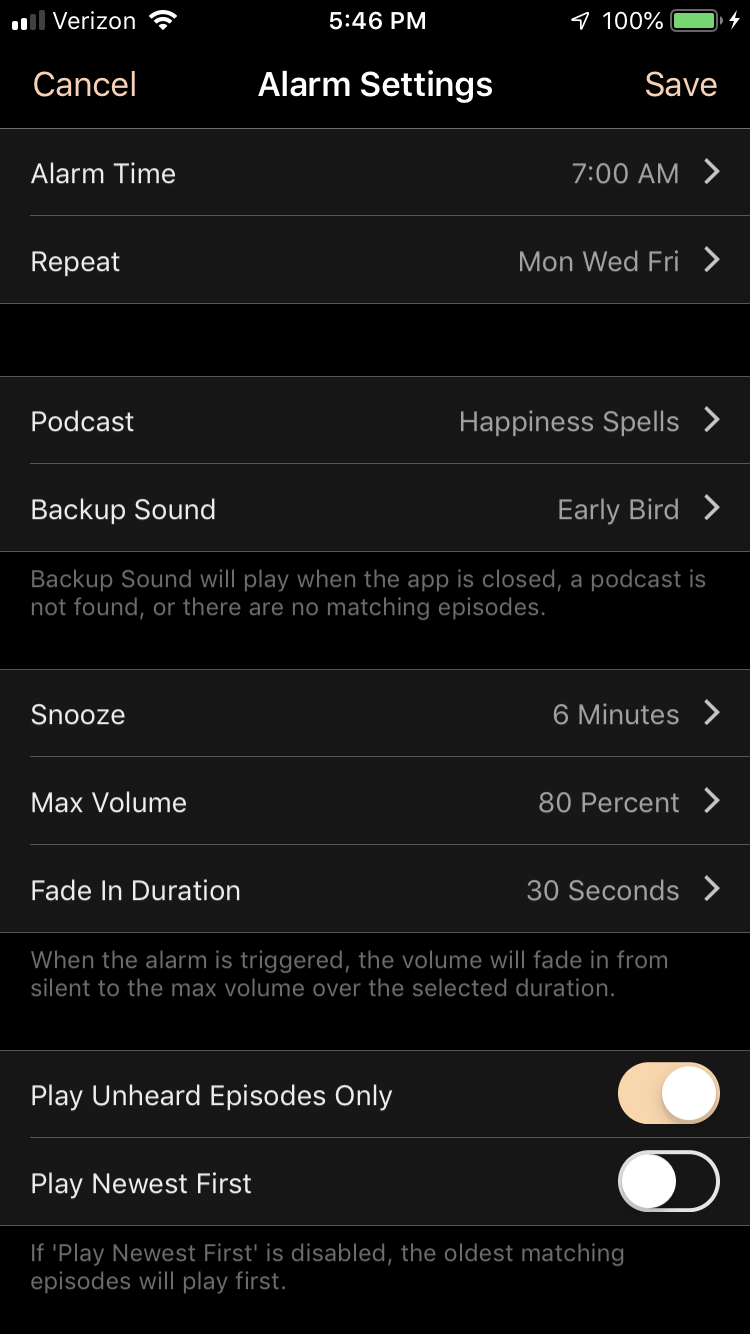 Verizon 5:46 PM 100%
Cancel Alarm Settings Save
Alarm Time 7:00 AM
Repeat Mon Wed Fri
Podcast Happiness Spells
Backup Sound Early Bird
Backup Sound will play when the app is closed, a podcast is
not found, or there are no matching episodes.
Snooze 6 Minutes
Max Volume 80 Percent
Fade In Duration 30 Seconds
When the alarm is triggered, the volume will fade in from
silent to the max volume over the selected duration.
Play Unheard Episodes Only
Play Newest First
If 'Play Newest First' is disabled, the oldest matching
episodes will play first.